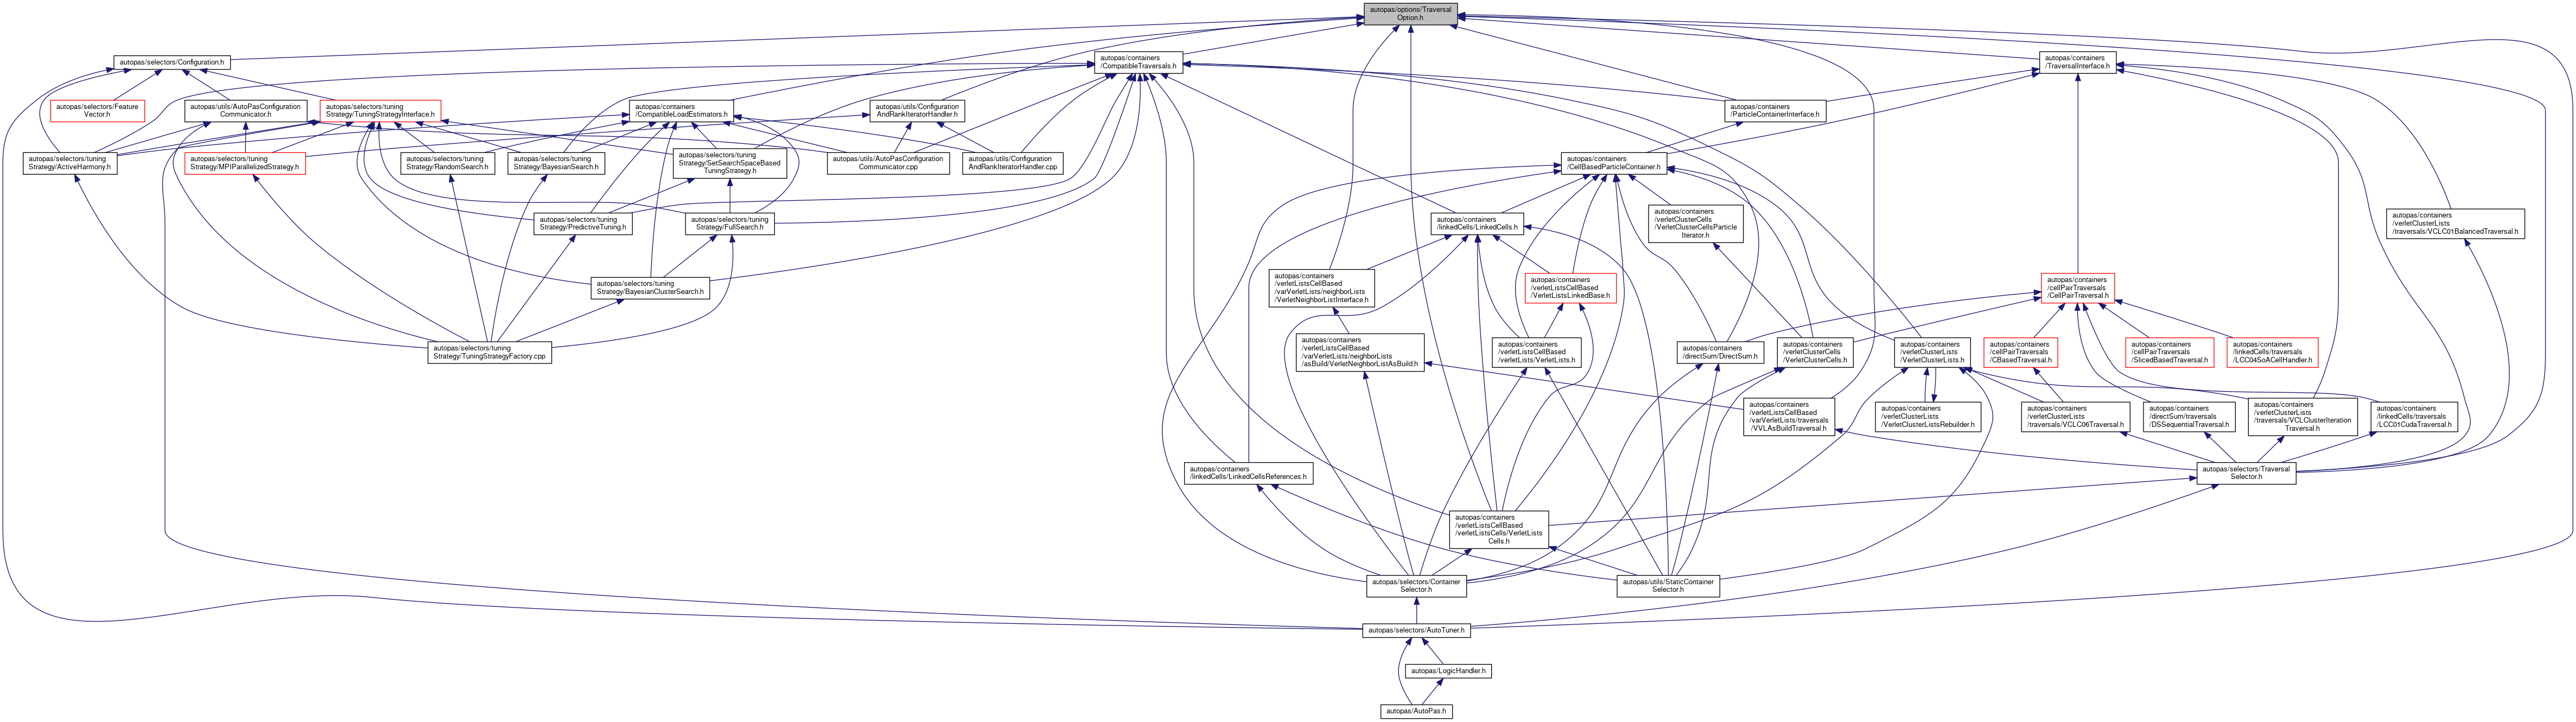 autopas/options/Traversal
Option.h
autopas/selectors/Configuration.h
autopas/containers
/CompatibleTraversals.h
autopas/containers
/TraversalInterface.h
autopas/selectors/Feature
Vector.h
autopas/utils/AutoPasConfiguration
Communicator.h
autopas/selectors/tuning
Strategy/TuningStrategyInterface.h
autopas/containers
/CompatibleLoadEstimators.h
autopas/utils/Configuration
AndRankIteratorHandler.h
autopas/containers
/ParticleContainerInterface.h
autopas/selectors/tuning
Strategy/ActiveHarmony.h
autopas/selectors/tuning
Strategy/MPIParallelizedStrategy.h
autopas/selectors/tuning
Strategy/RandomSearch.h
autopas/selectors/tuning
Strategy/BayesianSearch.h
autopas/selectors/tuning
Strategy/SetSearchSpaceBased
TuningStrategy.h
autopas/utils/AutoPasConfiguration
Communicator.cpp
autopas/utils/Configuration
AndRankIteratorHandler.cpp
autopas/containers
/CellBasedParticleContainer.h
autopas/selectors/tuning
Strategy/PredictiveTuning.h
autopas/selectors/tuning
Strategy/FullSearch.h
autopas/containers
/linkedCells/LinkedCells.h
autopas/containers
/verletClusterCells
/VerletClusterCellsParticle
Iterator.h
autopas/containers
/verletClusterLists
/traversals/VCLC01BalancedTraversal.h
autopas/selectors/tuning
Strategy/BayesianClusterSearch.h
autopas/containers
/verletListsCellBased
/varVerletLists/neighborLists
/VerletNeighborListInterface.h
autopas/containers
/verletListsCellBased
/VerletListsLinkedBase.h
autopas/containers
/cellPairTraversals
/CellPairTraversal.h
autopas/selectors/tuning
Strategy/TuningStrategyFactory.cpp
autopas/containers
/verletListsCellBased
/varVerletLists/neighborLists
/asBuild/VerletNeighborListAsBuild.h
autopas/containers
/verletListsCellBased
/verletLists/VerletLists.h
autopas/containers
/directSum/DirectSum.h
autopas/containers
/verletClusterCells
/VerletClusterCells.h
autopas/containers
/verletClusterLists
/VerletClusterLists.h
autopas/containers
/cellPairTraversals
/CBasedTraversal.h
autopas/containers
/cellPairTraversals
/SlicedBasedTraversal.h
autopas/containers
/linkedCells/traversals
/LCC04SoACellHandler.h
autopas/containers
/verletListsCellBased
/varVerletLists/traversals
/VVLAsBuildTraversal.h
autopas/containers
/verletClusterLists
/VerletClusterListsRebuilder.h
autopas/containers
/verletClusterLists
/traversals/VCLC06Traversal.h
autopas/containers
/directSum/traversals
/DSSequentialTraversal.h
autopas/containers
/verletClusterLists
/traversals/VCLClusterIteration
Traversal.h
autopas/containers
/linkedCells/traversals
/LCC01CudaTraversal.h
autopas/containers
/linkedCells/LinkedCellsReferences.h
autopas/selectors/Traversal
Selector.h
autopas/containers
/verletListsCellBased
/verletListsCells/VerletLists
Cells.h
autopas/selectors/Container
Selector.h
autopas/utils/StaticContainer
Selector.h
autopas/selectors/AutoTuner.h
autopas/LogicHandler.h
autopas/AutoPas.h